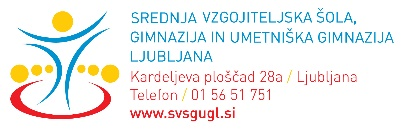 SREDNJA VZGOJITELJSKA ŠOLA,
GIMNAZIJA IN UMETNIŠKA GIMNAZIJA
LJUBLJANA
Kardeljeva ploščad 28a / Ljubljana
Telefon / 01 56 51 751
www.svsgugl.si